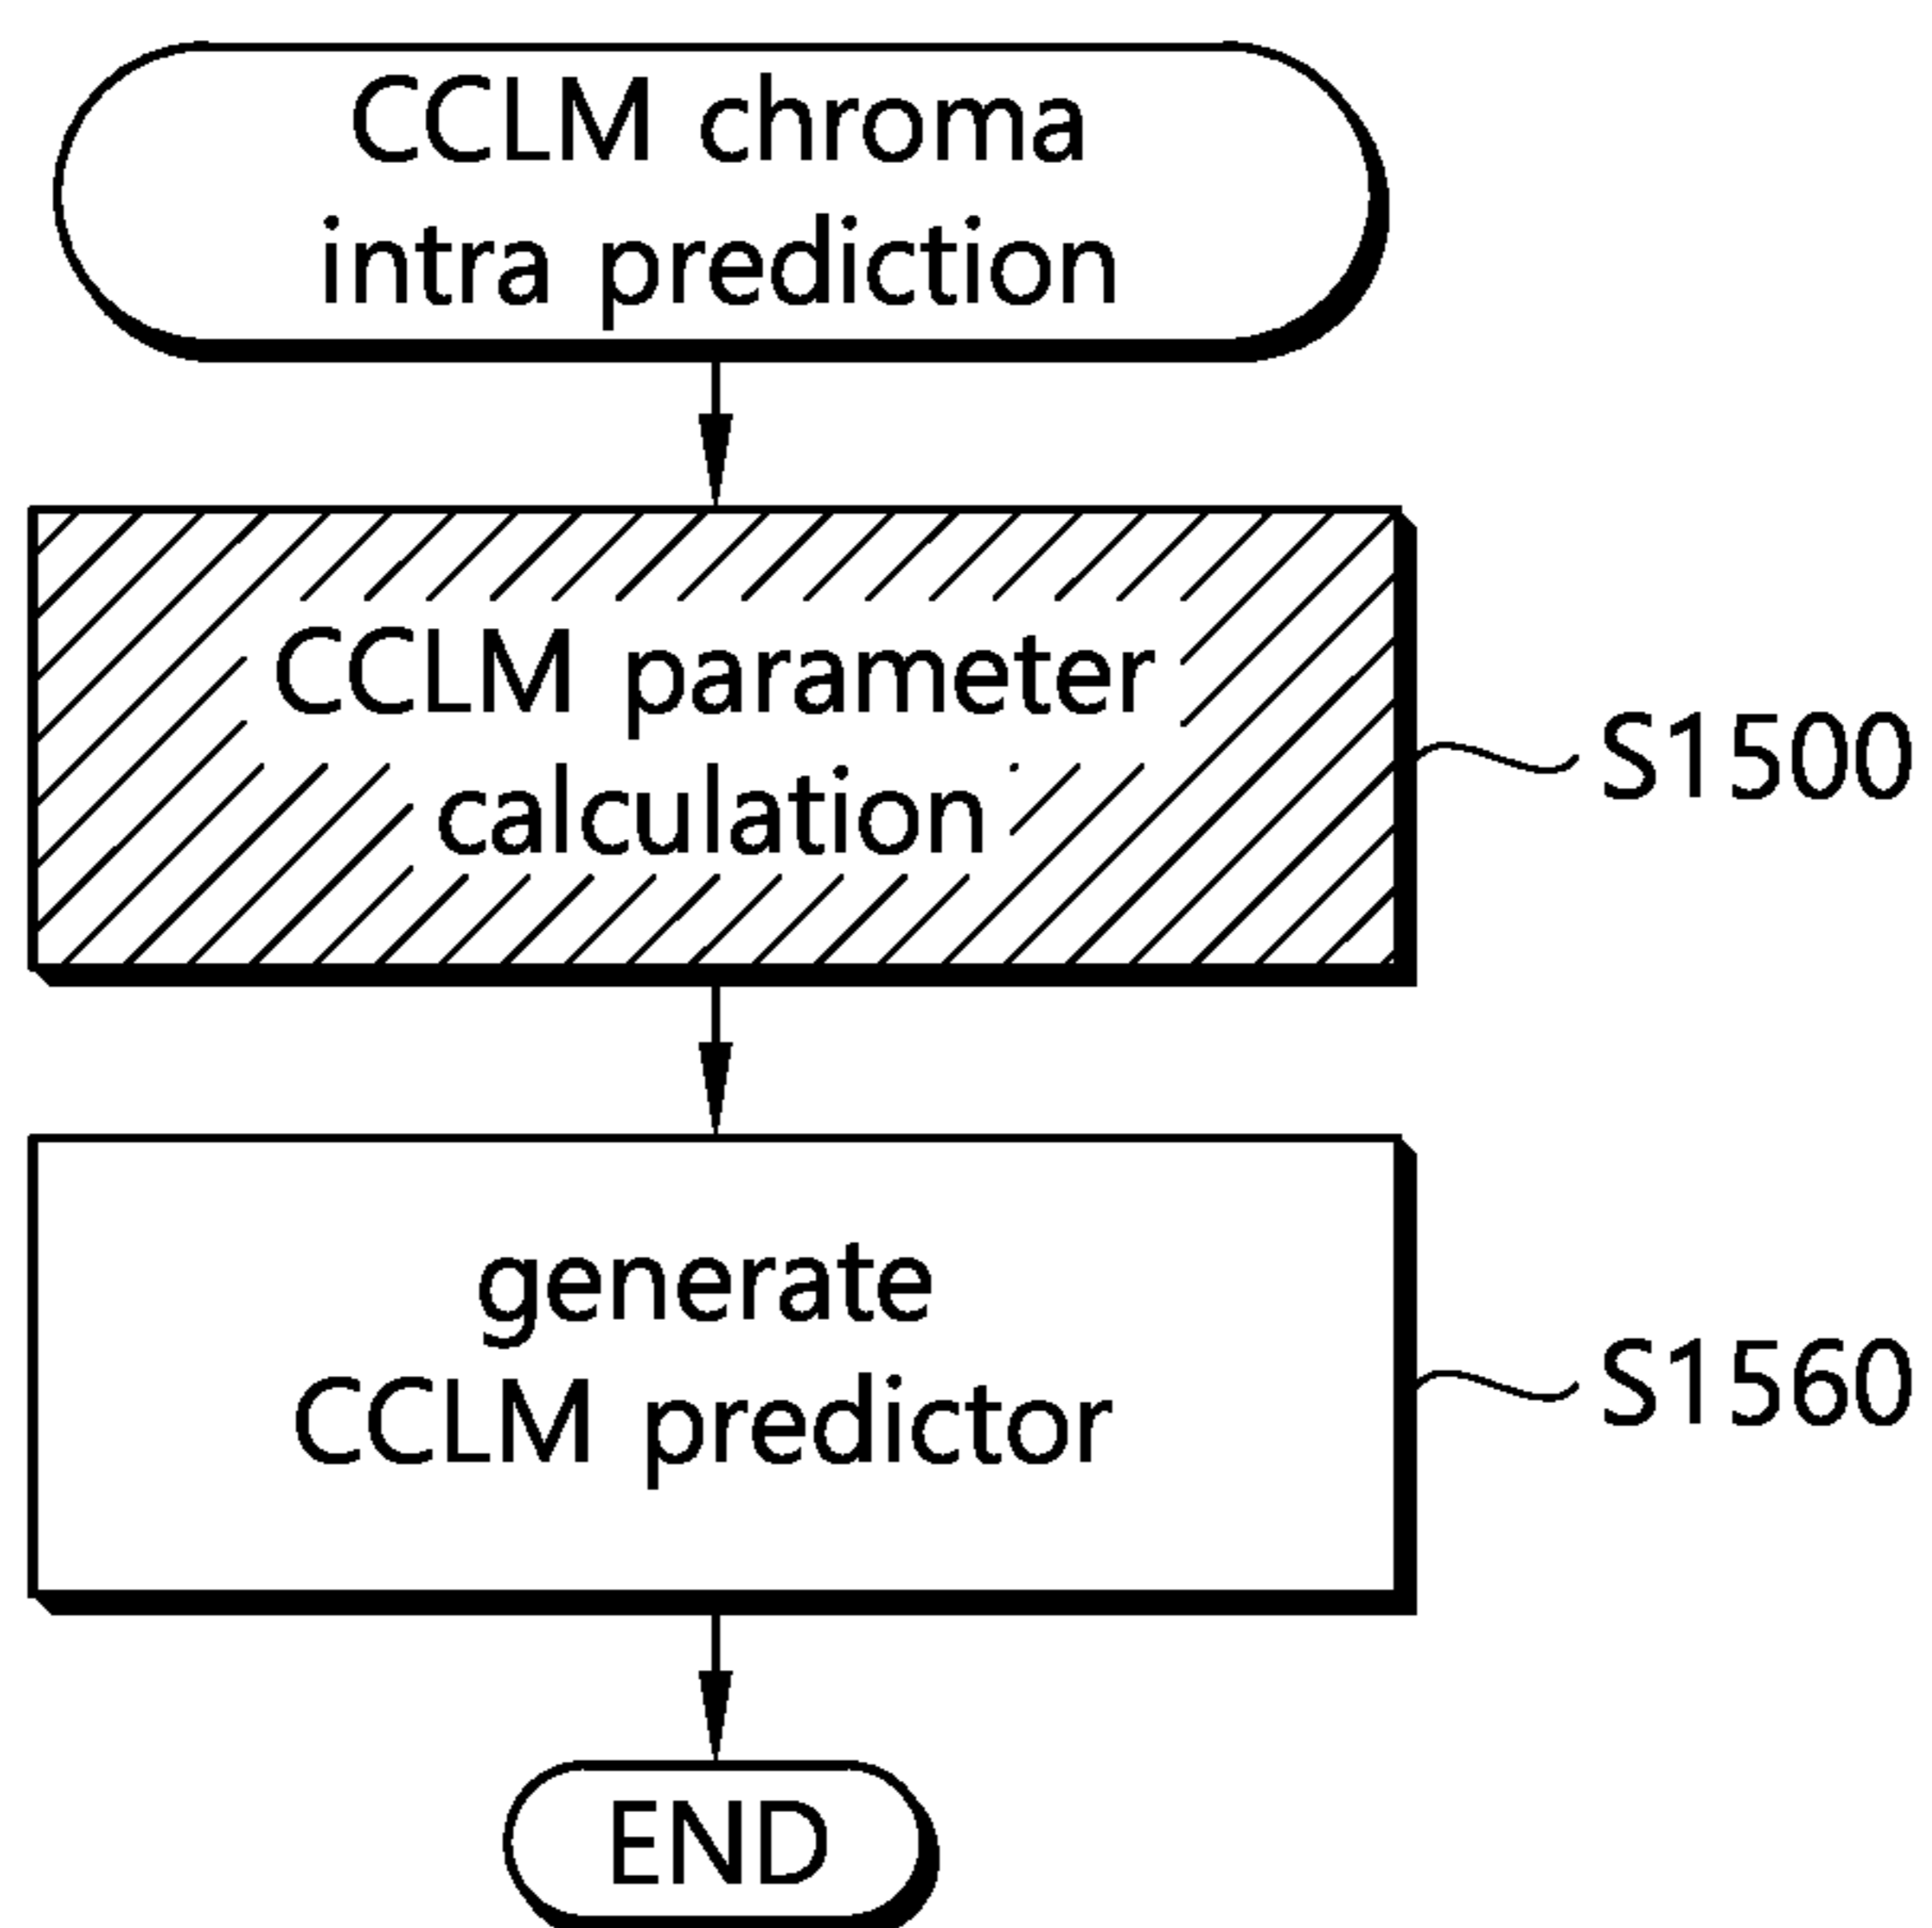 CCLM chroma
intra prediction
CCLM parameter
calculation
S1500
generate
CCLM predictor
S1560
END